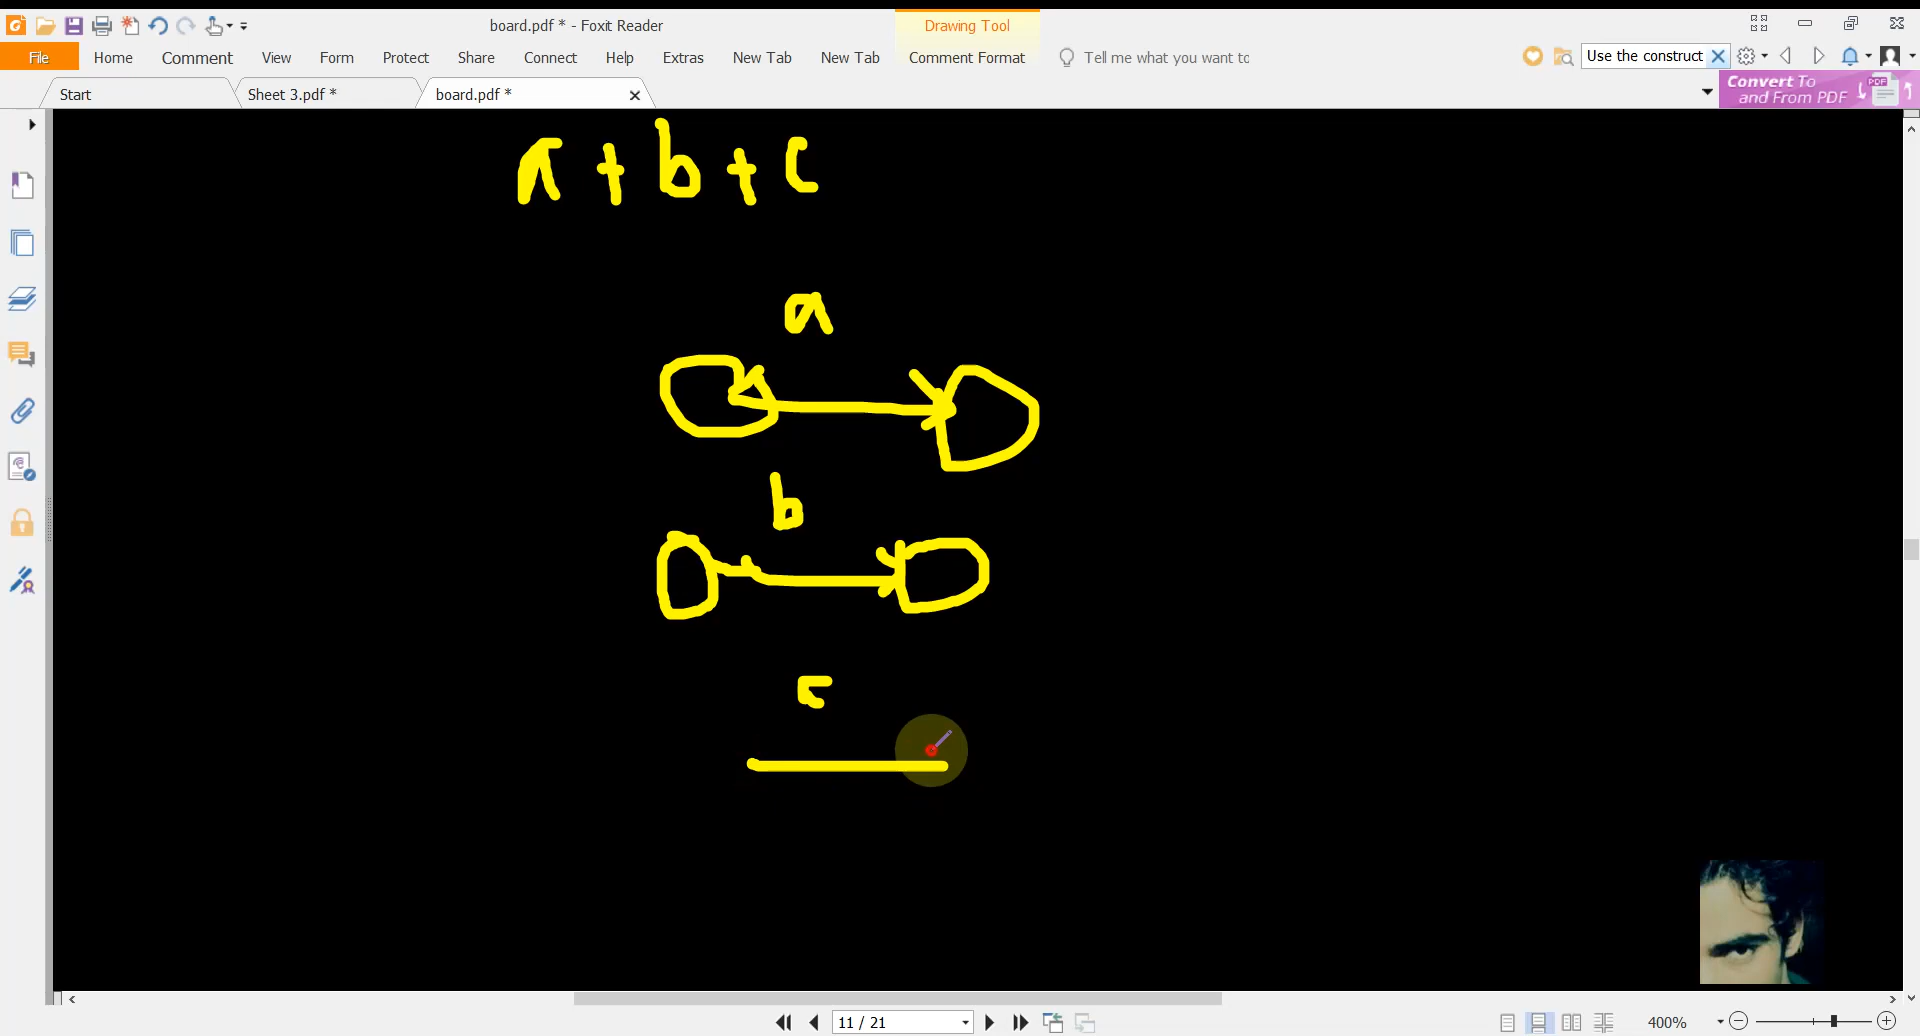 board.pdf * - Foxit Reader
Drawing Tool
File Home Comment View Form Protect Share Connect Help Extras New Tab New Tab Comment Format Tell me what you want to Use the construct
Start Sheet 3.pdf * board.pdf *
Convert To
and From PDF
PDF
a + b + c
a
b
c
11 / 21
400%